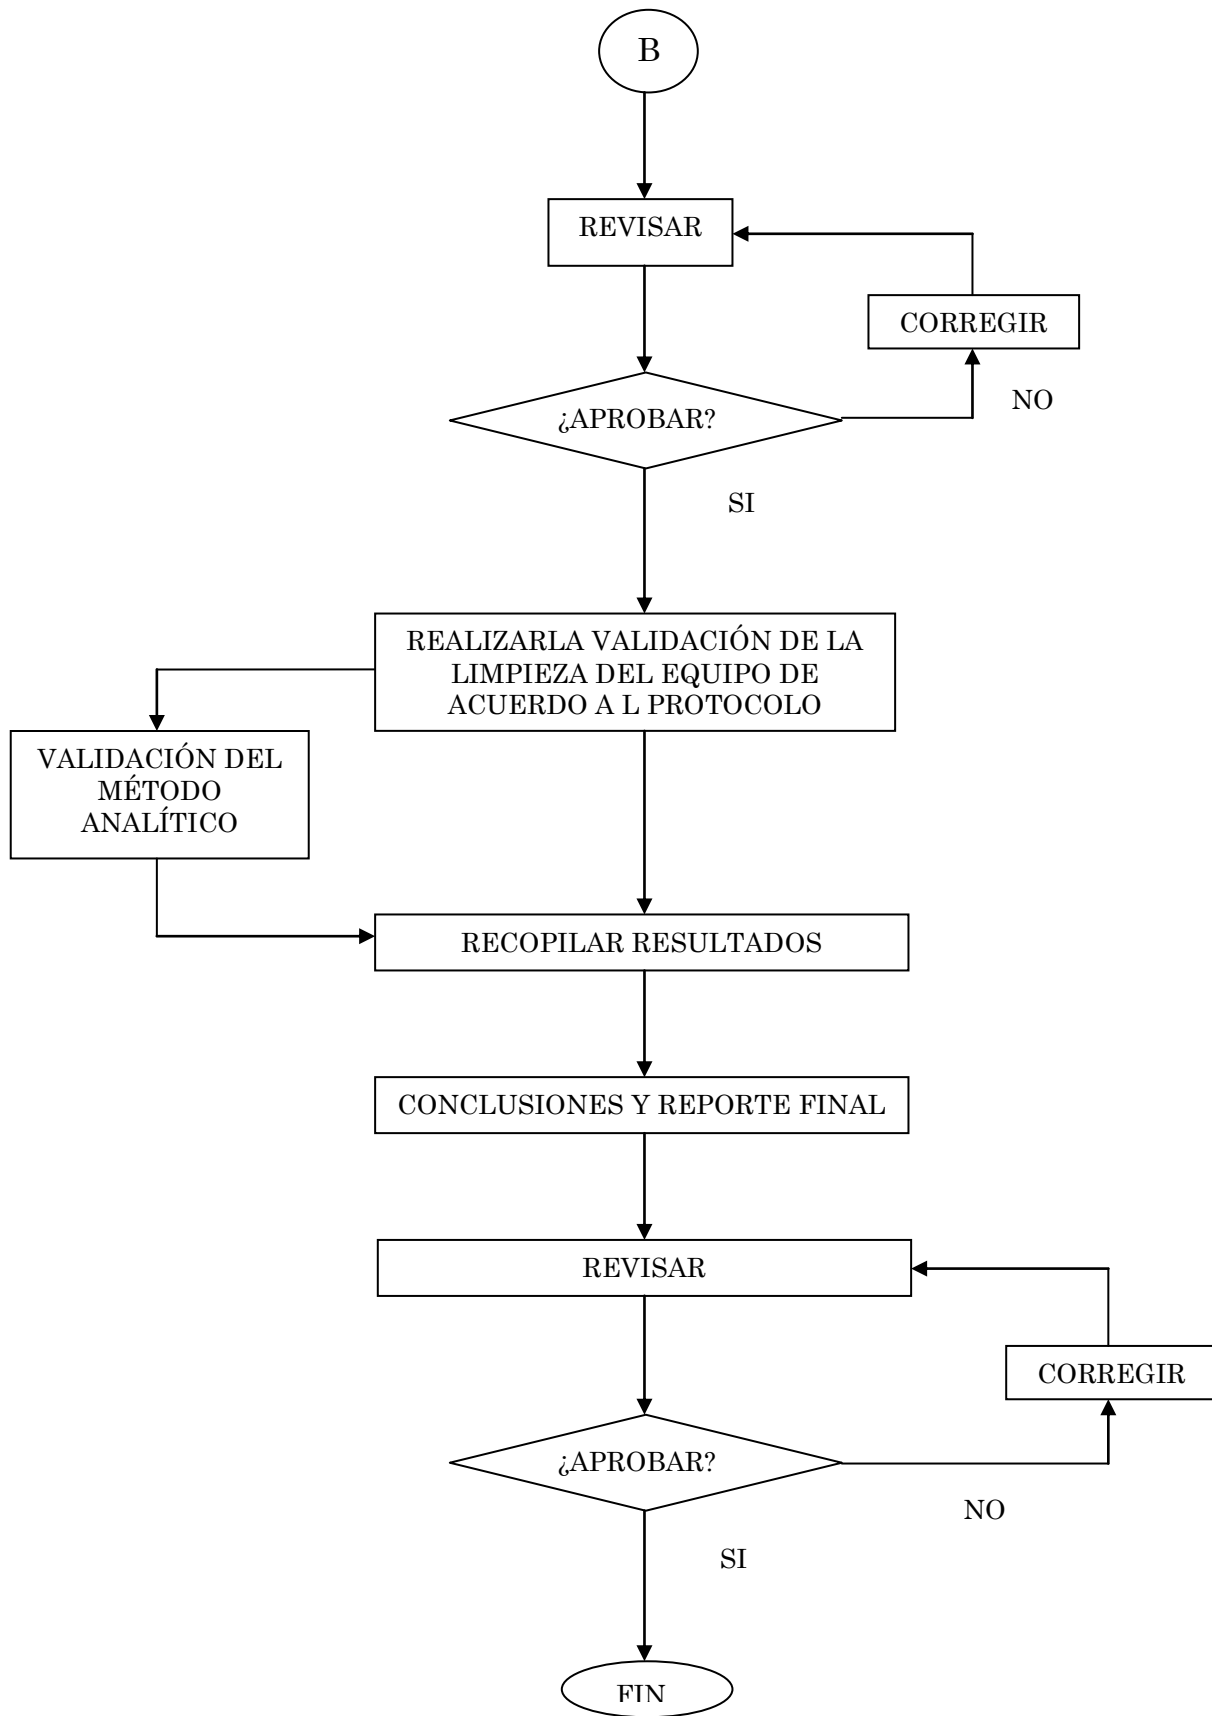 B
REVISAR
CORREGIR
¿APROBAR?
NO
SI
REALIZARLA VALIDACIÓN DE LA
LIMPIEZA DEL EQUIPO DE
ACUERDO A L PROTOCOLO
VALIDACIÓN DEL
MÉTODO
ANALÍTICO
RECOPILAR RESULTADOS
CONCLUSIONES Y REPORTE FINAL
REVISAR
CORREGIR
¿APROBAR?
NO
SI
FIN